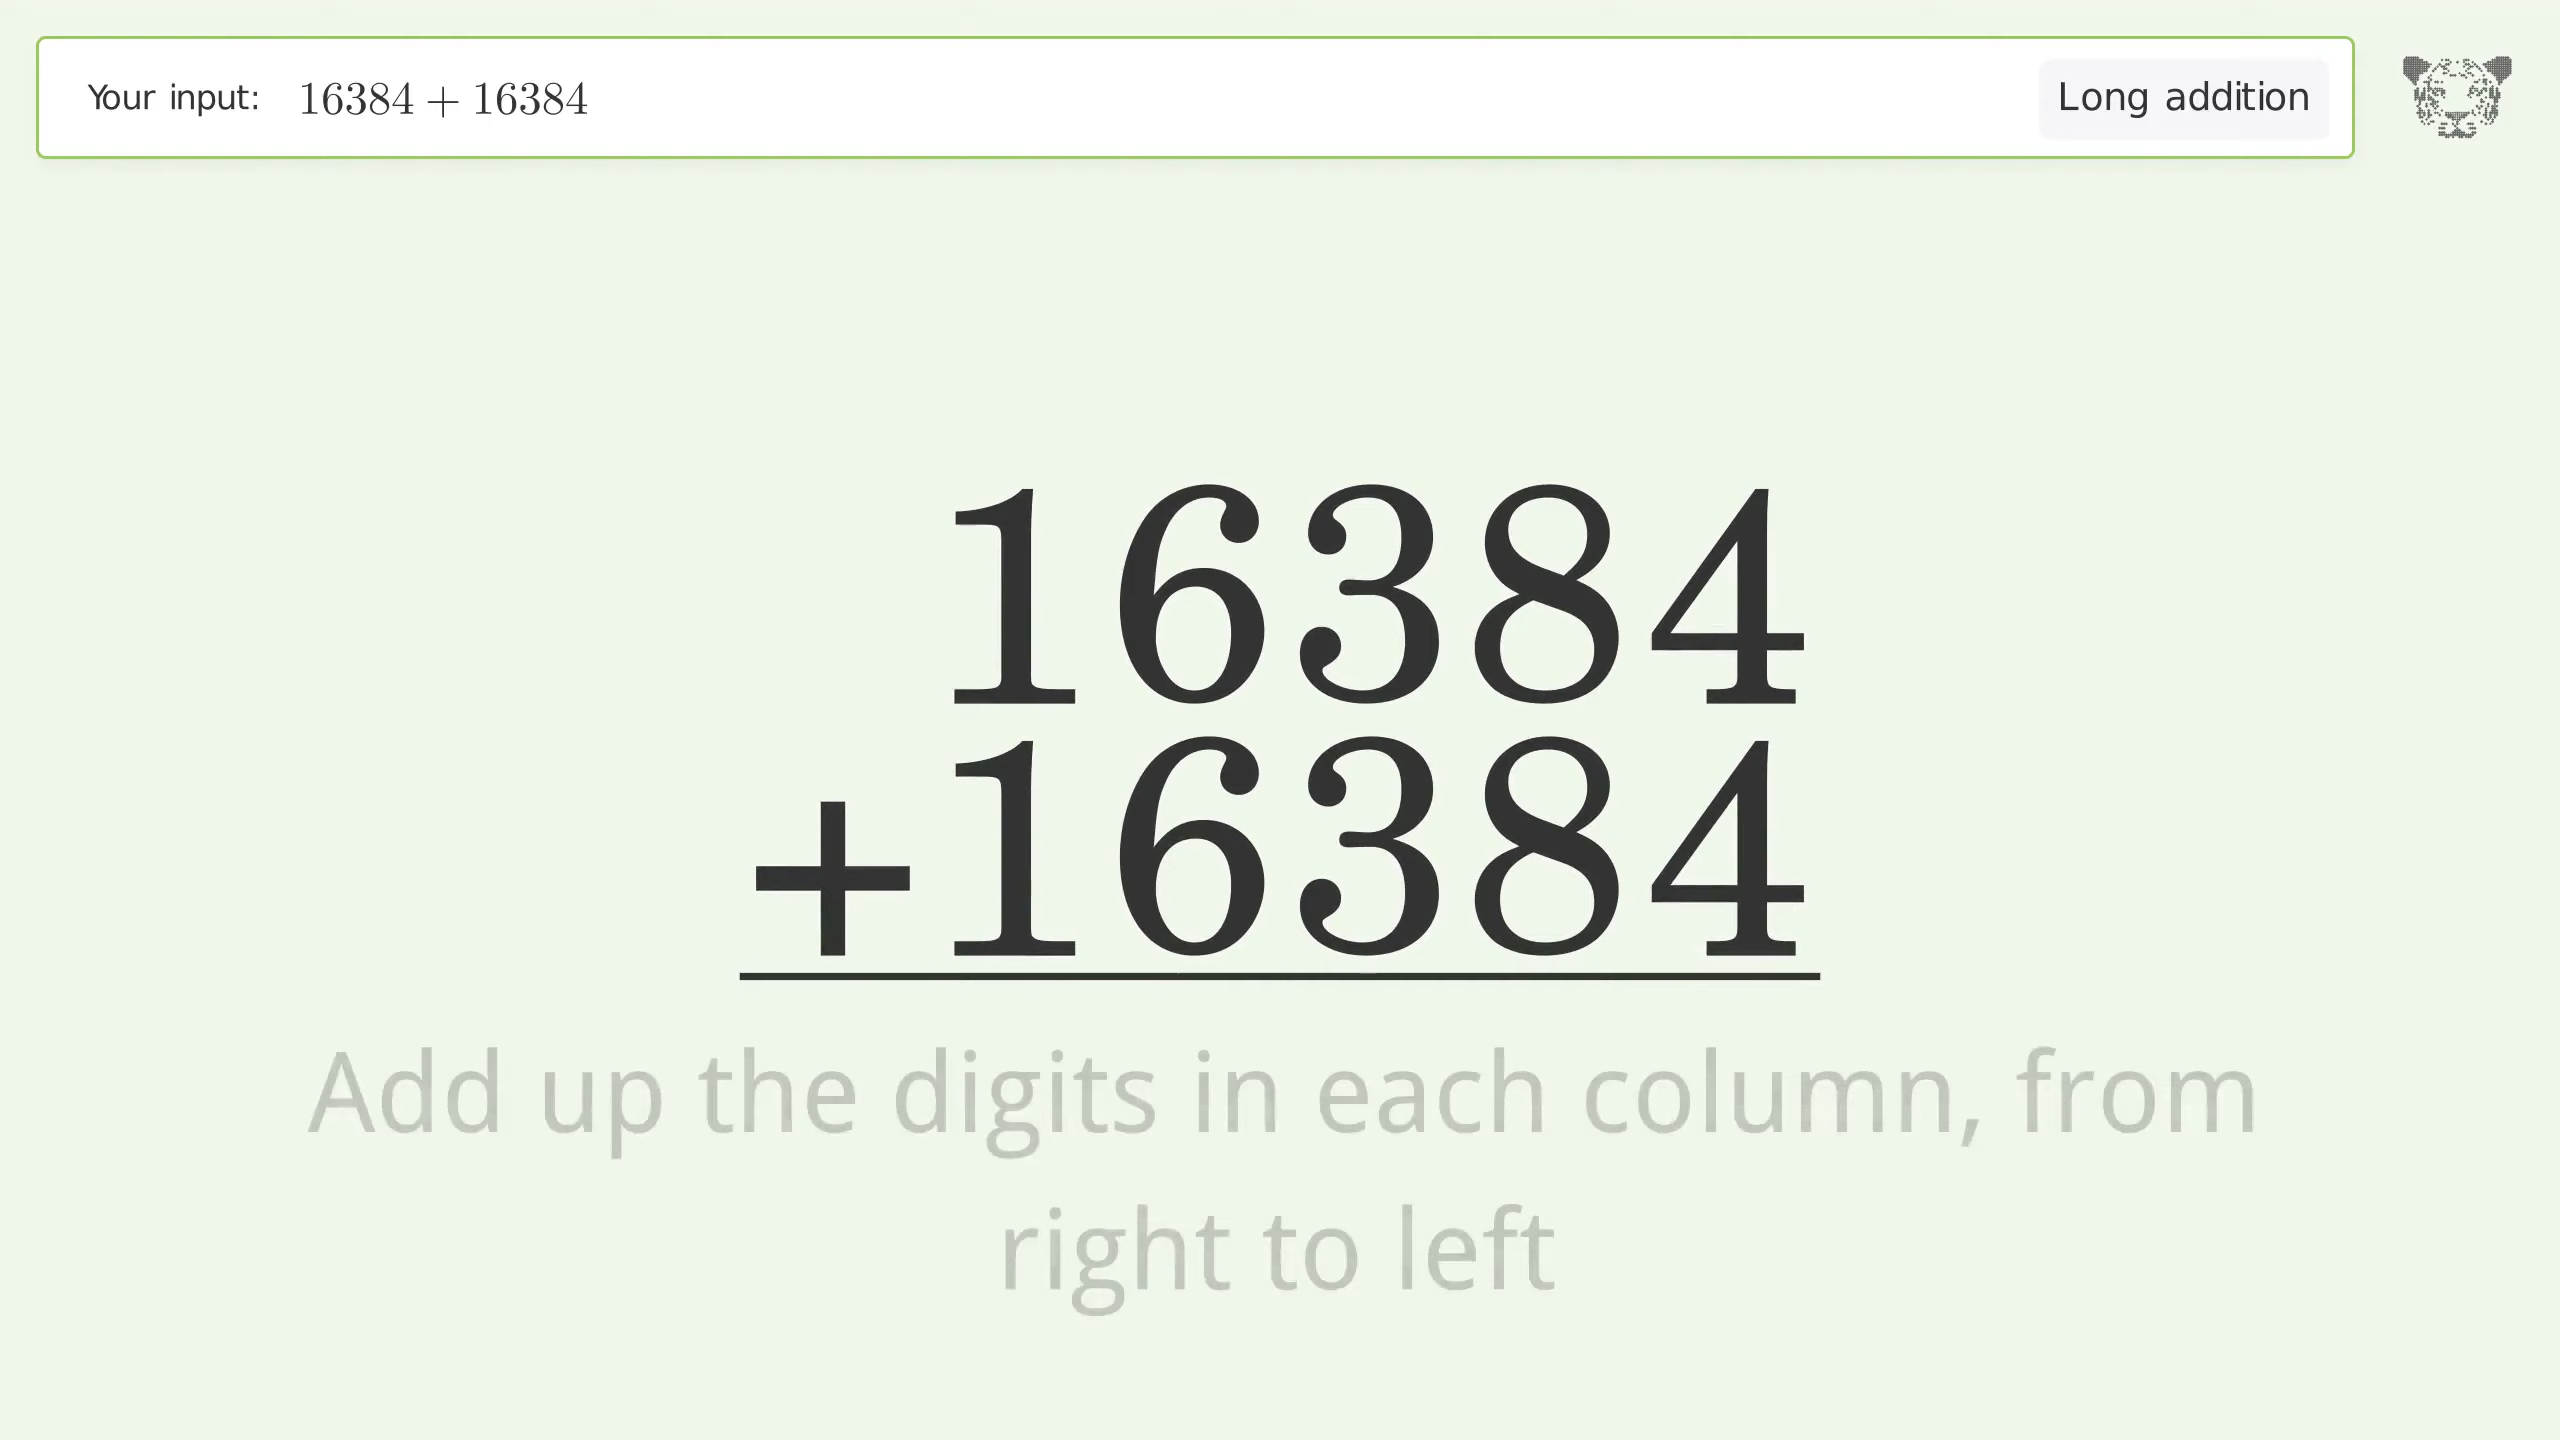 Your input: 16384 + 16384
Long addition
16384
+16384
Add up the digits in each column, from
right to left